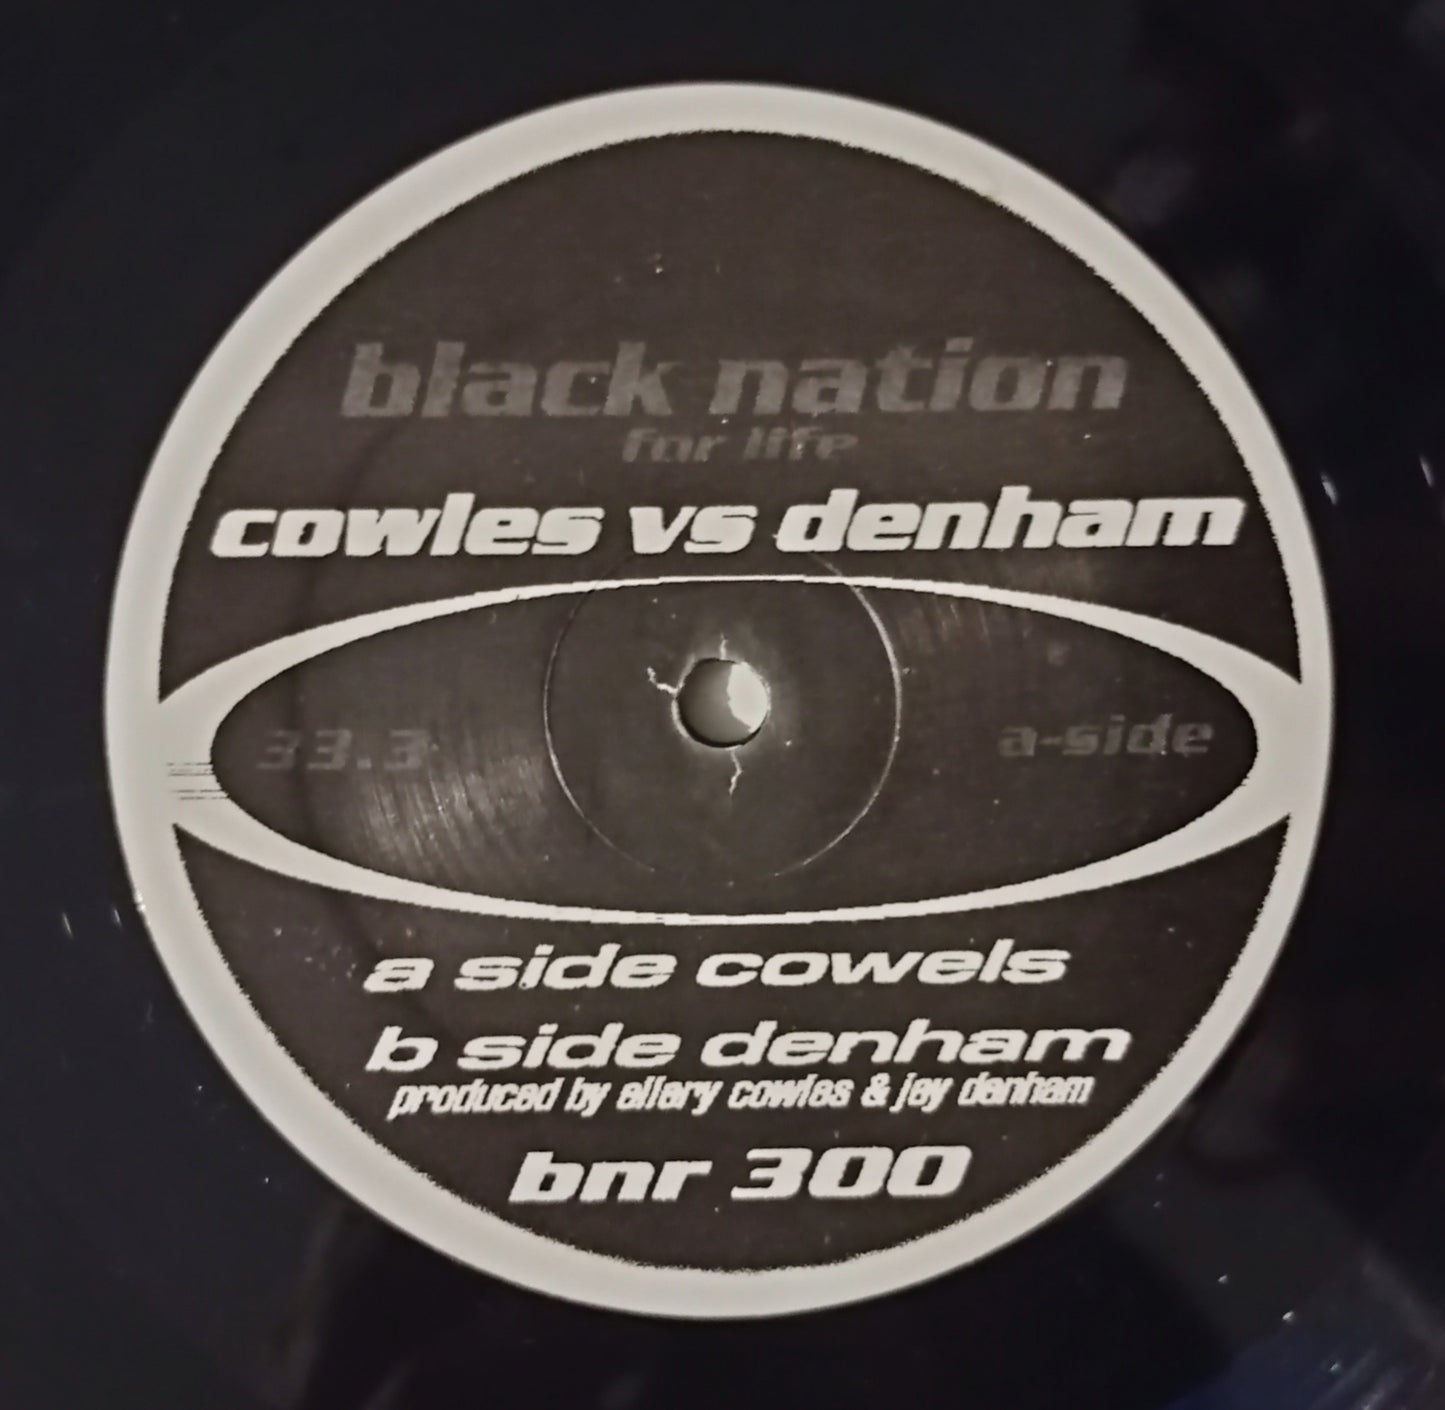 black nation
for life
cowles vs denham
33.3 a-side
a side cowels
b side denham
produced by ellery cowles & jay denham
bnr 300